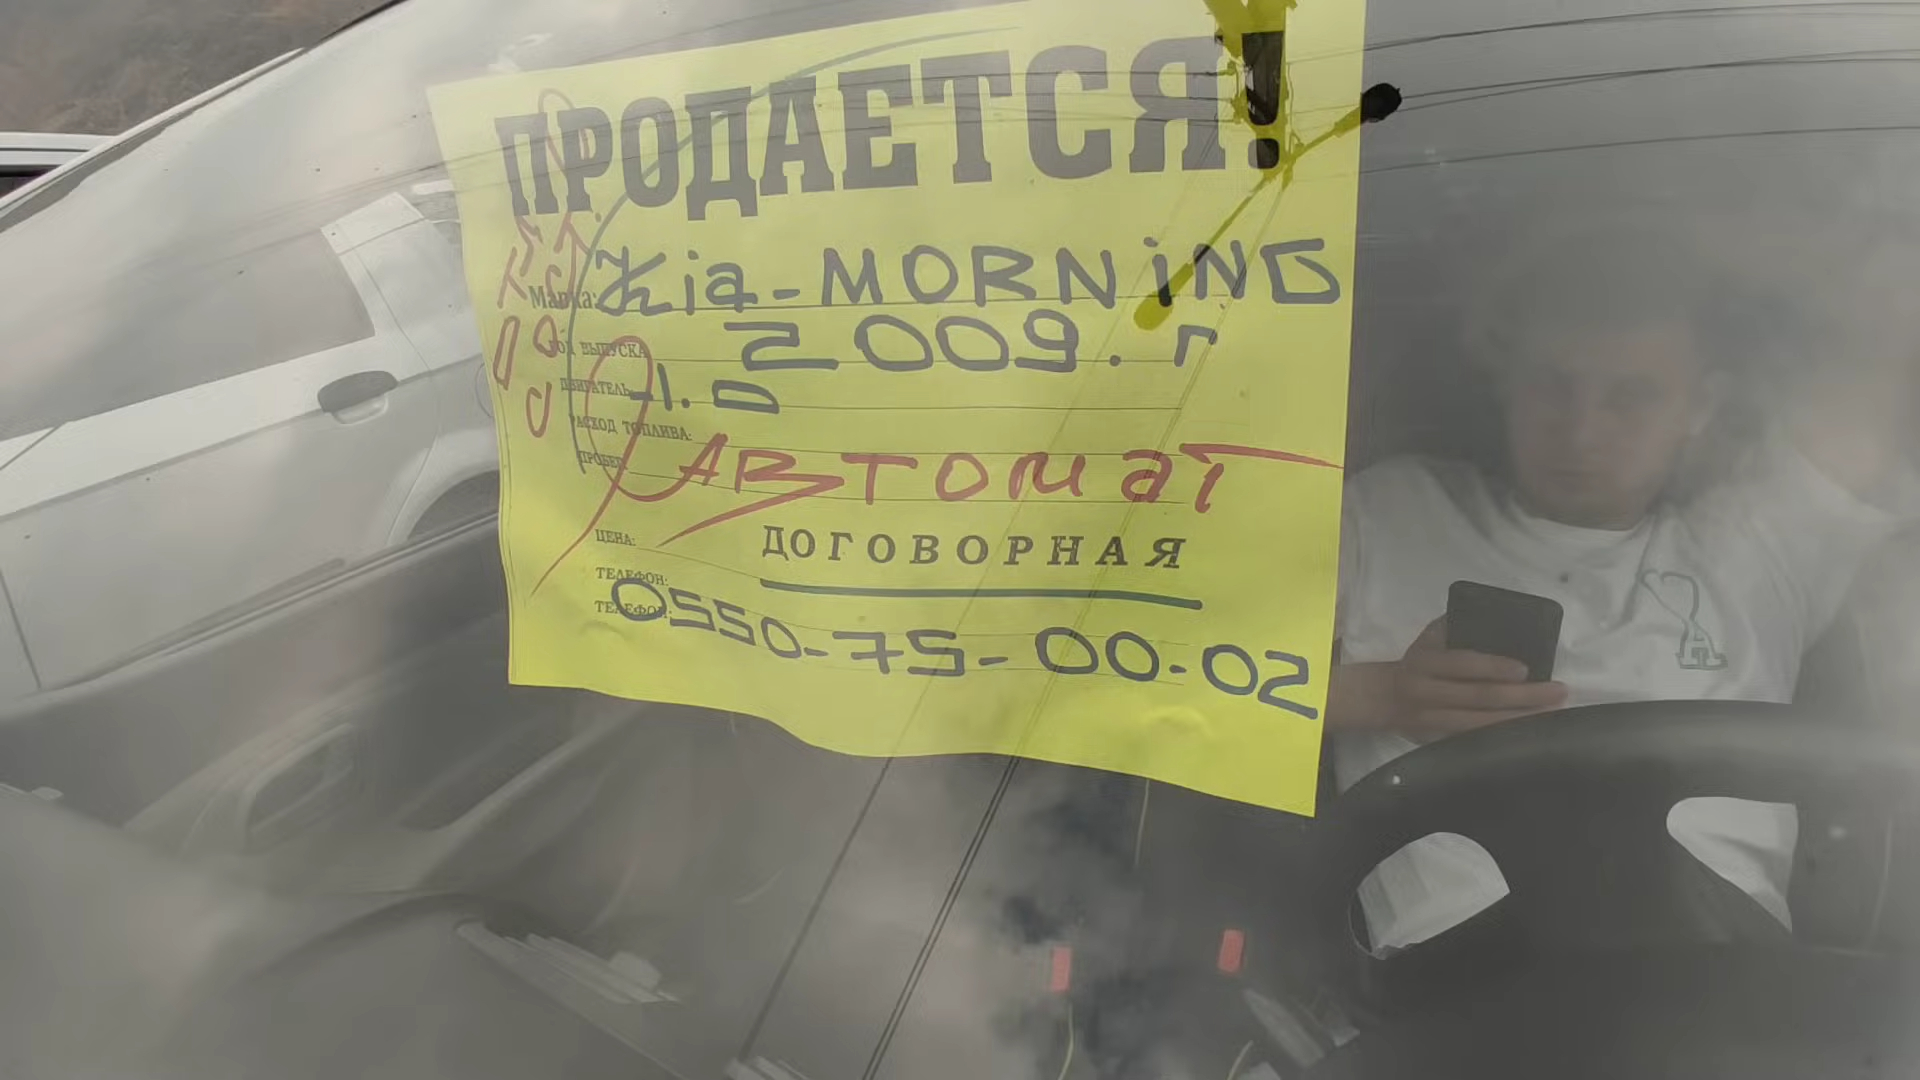 ПРОДАЕТСЯ!
Марка: Kia-MORNiNG
ГОД ВЫПУСКА 2009.г
ДВИГАТЕЛЬ 1.0
РАСХОД ТОПЛИВА:
ПРОБЕГ
АВТОМАТ
ЦЕНА: ДОГОВОРНАЯ
ТЕЛЕФОН:
ТЕЛЕФОН: 0550-75-00-02